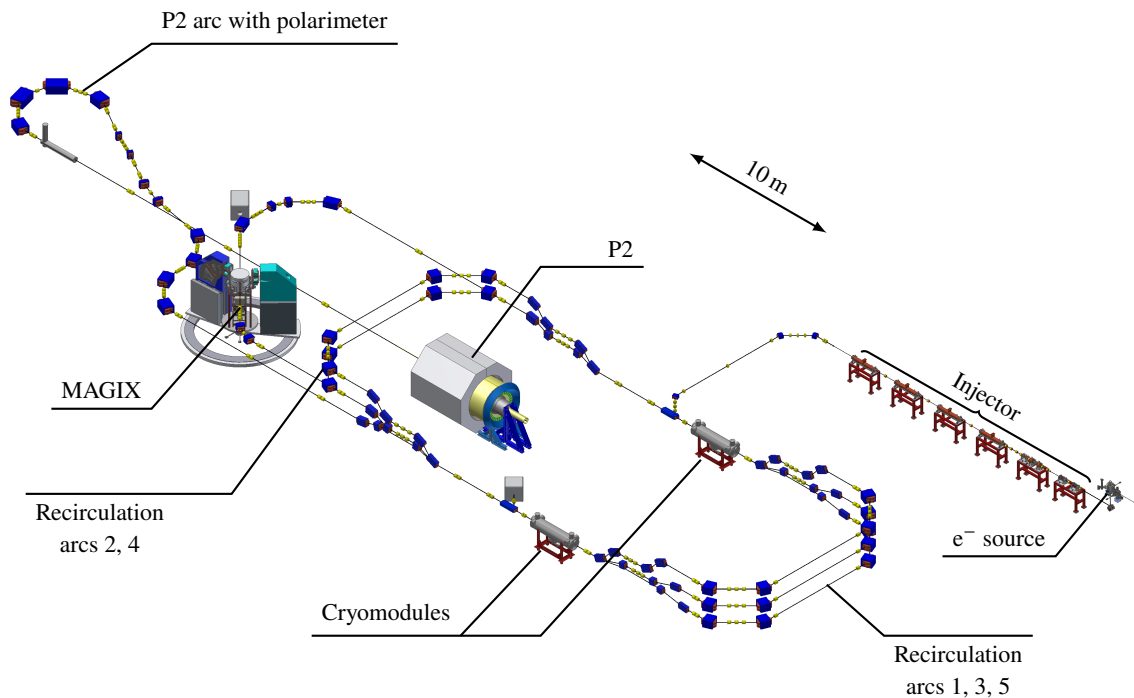 P2 arc with polarimeter
10 m
P2
MAGIX
Injector
Recirculation
arcs 2, 4
e⁻ source
Cryomodules
Recirculation
arcs 1, 3, 5